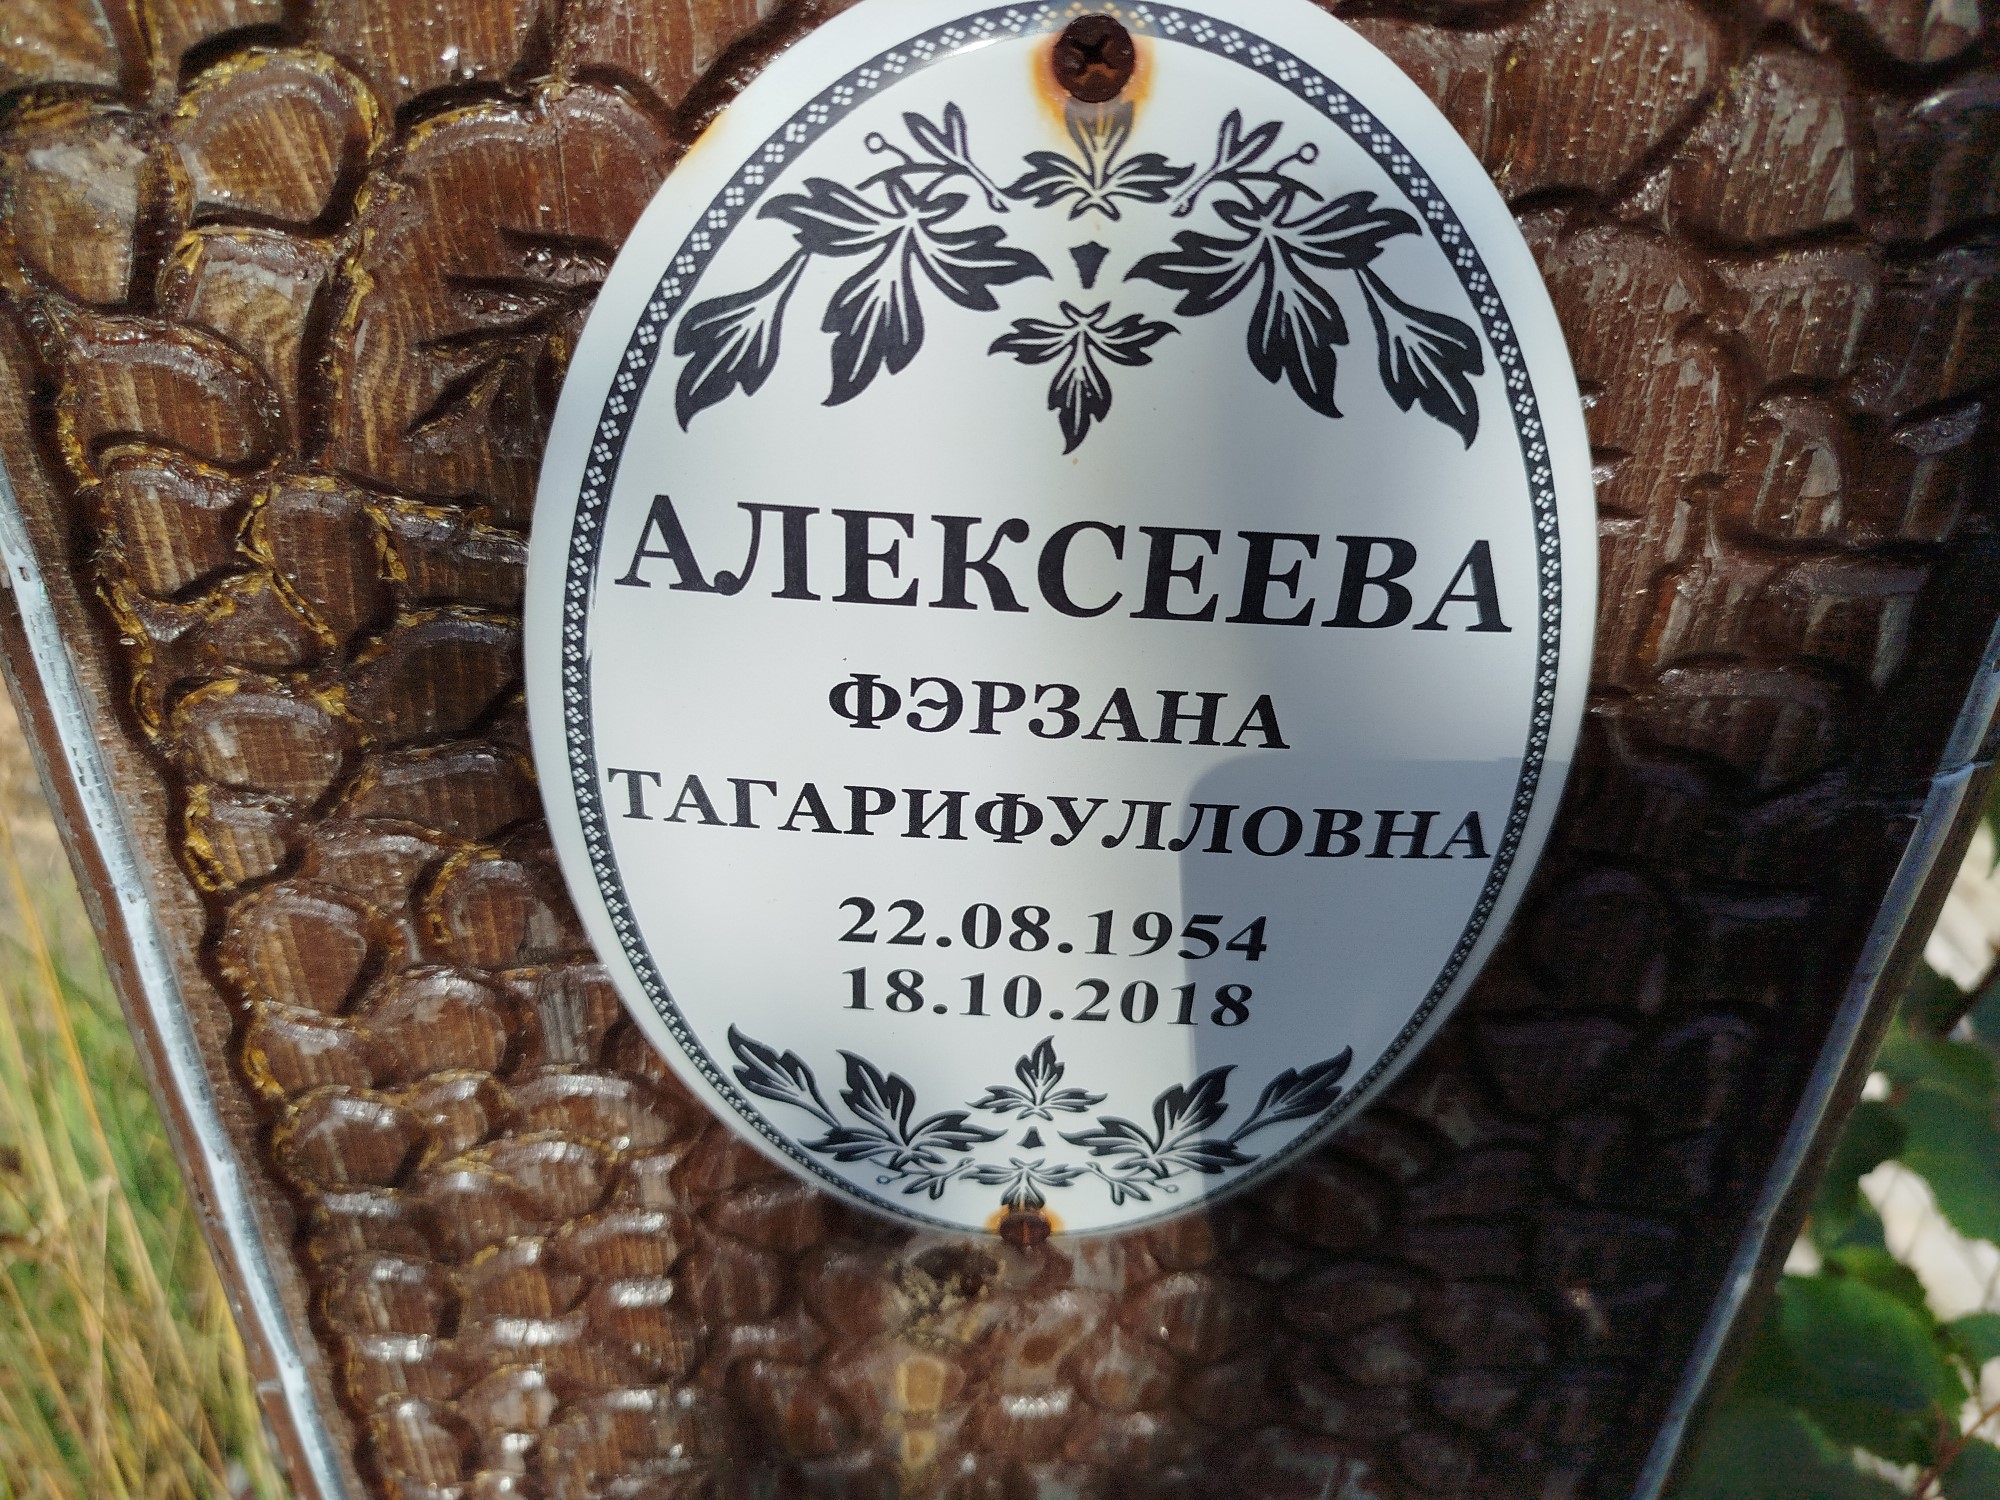 АЛЕКСЕЕВА
ФЭРЗАНА
ТАГАРИФУЛЛОВНА
22.08.1954
18.10.2018